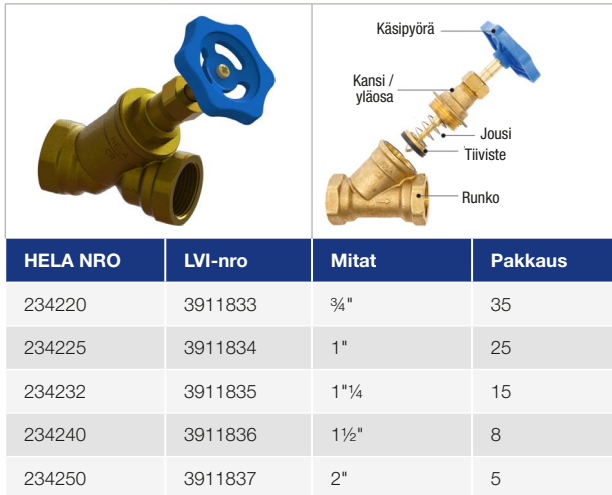 Käsipyörä
Kansi /
yläosa
Jousi
Tiiviste
Runko
HELA NRO LVI-nro Mitat Pakkaus
234220 3911833 ¾" 35
234225 3911834 1" 25
234232 3911835 1"¼ 15
234240 3911836 1½" 8
234250 3911837 2" 5